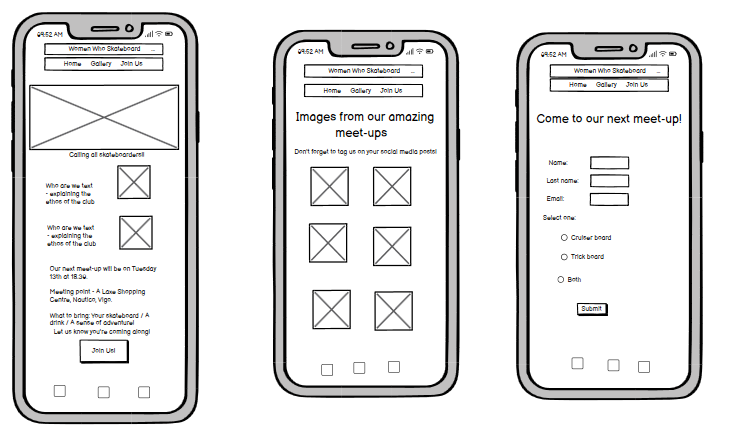 09:52 AM
Women Who Skateboard ...
Home Gallery Join Us
Calling all skateboarders!!
Who are we text
- explaining the
ethos of the club
Who are we text
- explaining the
ethos of the club
Our next meet-up will be on Tuesday
13th at 18.30.
Meeting point - A Laxe Shopping
Centre, Nautico, Vigo.
What to bring: Your skateboard / A
drink / A sense of adventure!
Let us know you're coming along!
Join Us!
09:52 AM
Women Who Skateboard ...
Home Gallery Join Us
Images from our amazing
meet-ups
Don't forget to tag us on your social media posts!
09:52 AM
Women Who Skateboard ...
Home Gallery Join Us
Come to our next meet-up!
Name:
Last name:
Email:
Select one:
Cruiser board
Trick board
Both
Submit